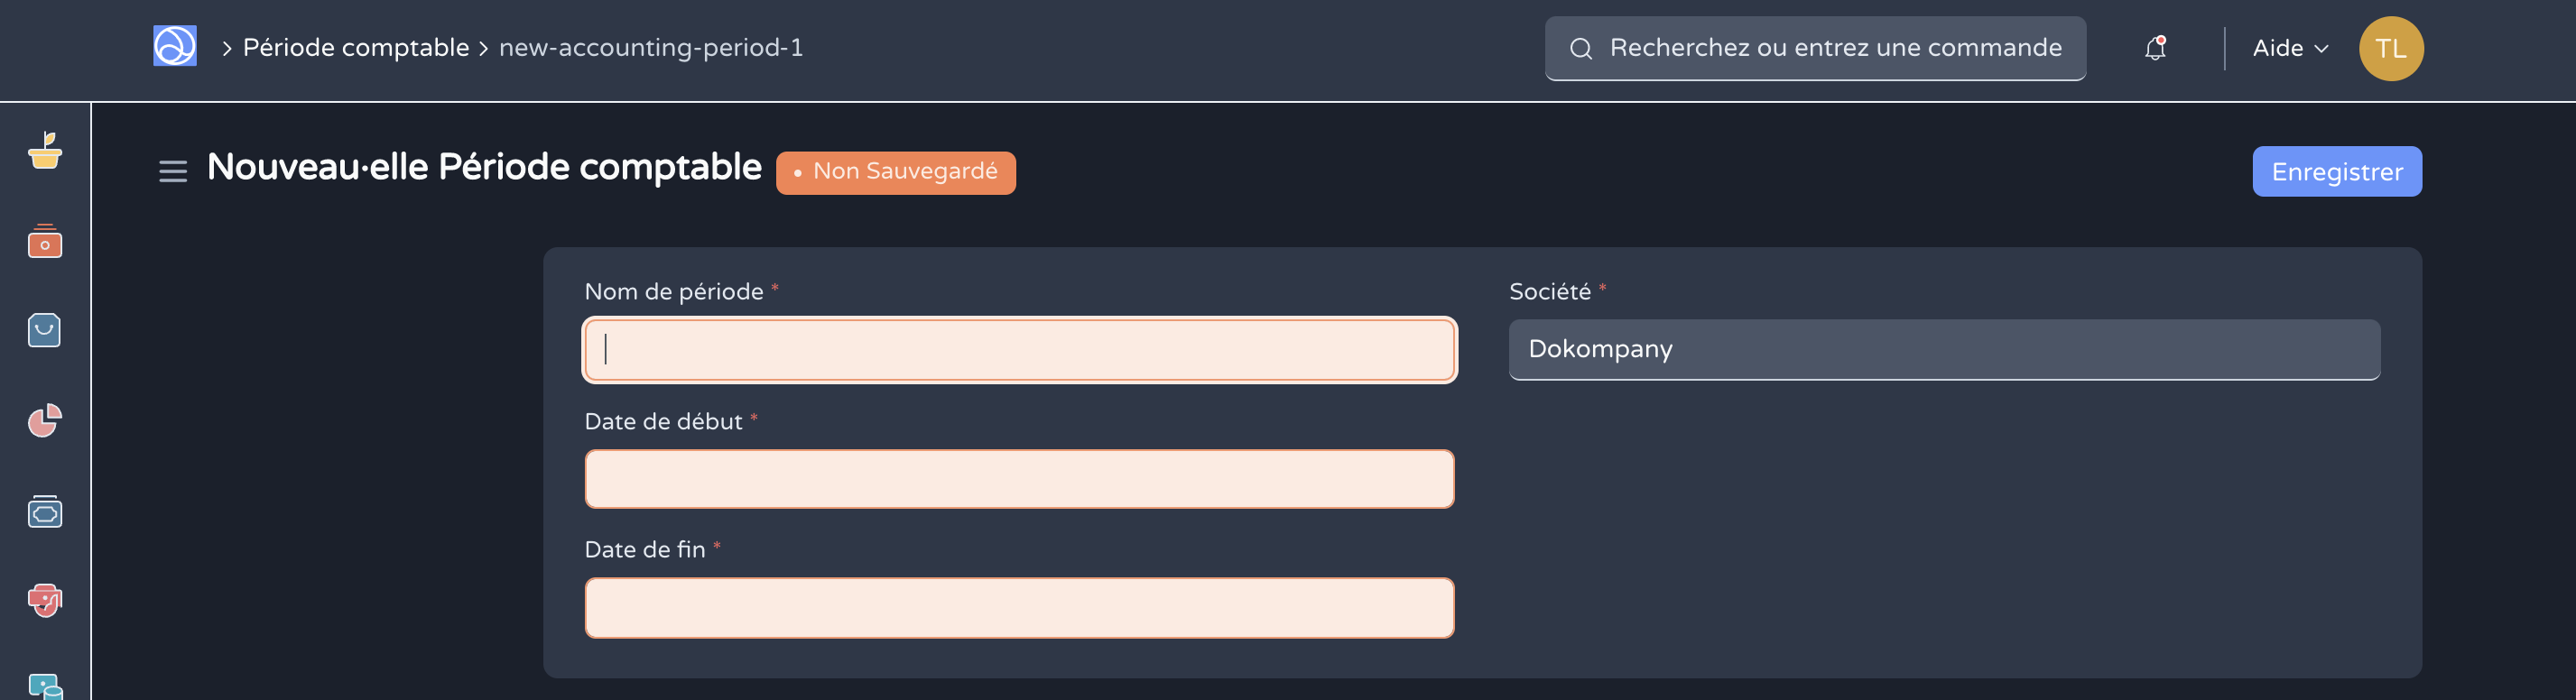 Période comptable new-accounting-period-1
Recherchez ou entrez une commande
Aide
TL
Nouveau·elle Période comptable
Non Sauvegardé
Enregistrer
Nom de période *
Société *
Dokompany
Date de début *
Date de fin *